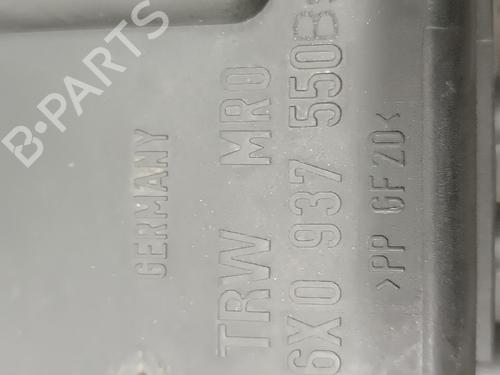 B-PARTS
GERMANY
TRW MRO
6X0 937 550B
>PP GF20<